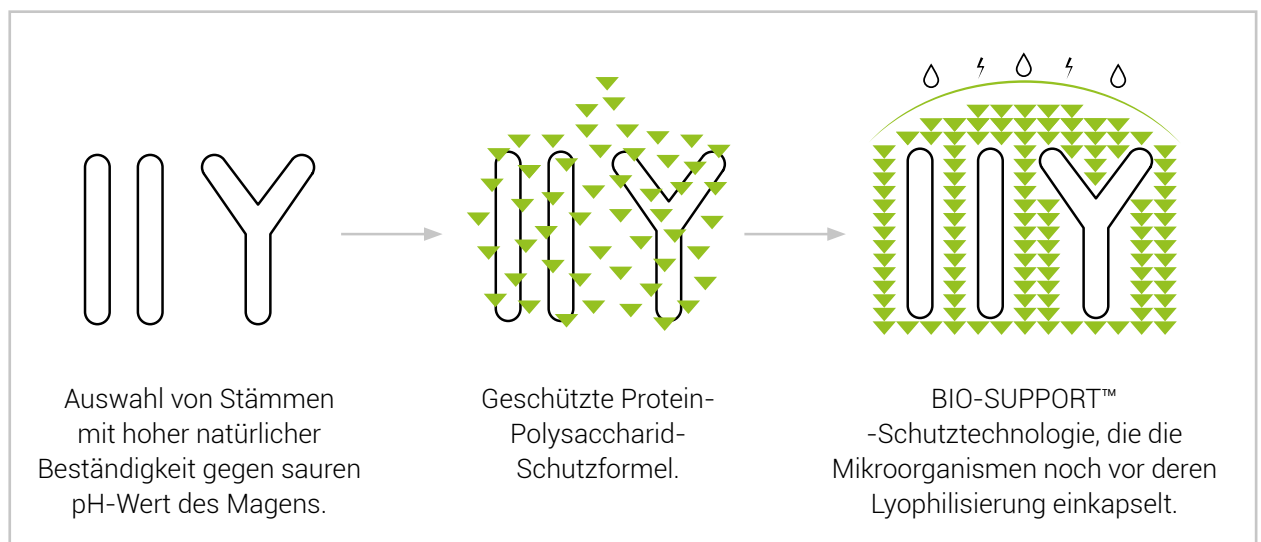 Auswahl von Stämmen
mit hoher natürlicher
Beständigkeit gegen sauren
pH-Wert des Magens.
Geschützte Protein-
Polysaccharid-
Schutzformel.
BIO-SUPPORT™
-Schutztechnologie, die die
Mikroorganismen noch vor deren
Lyophilisierung einkapselt.